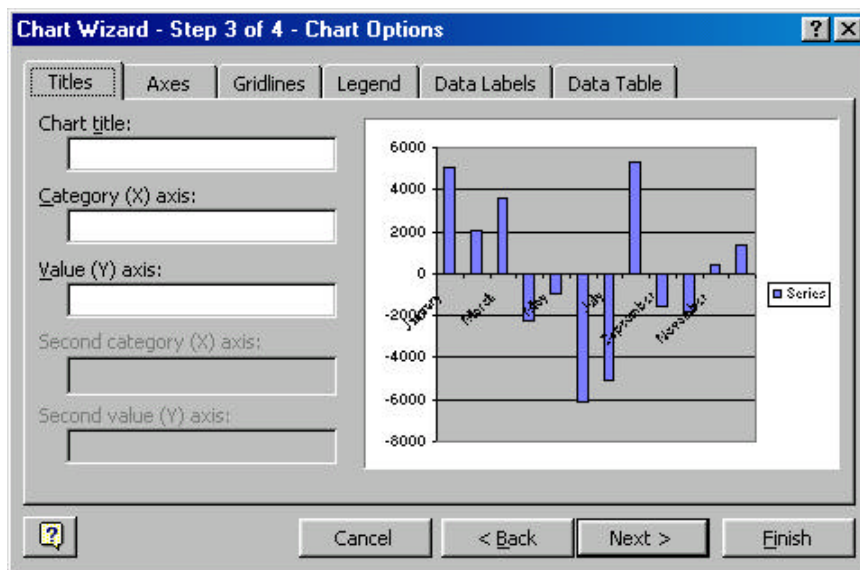 Chart Wizard - Step 3 of 4 - Chart Options
Titles Axes Gridlines Legend Data Labels Data Table
Chart title:
Category (X) axis:
Value (Y) axis:
Second category (X) axis:
Second value (Y) axis:
6000
4000
2000
0
-2000
-4000
-6000
-8000
January March May July September November
Series
Cancel < Back Next > Finish